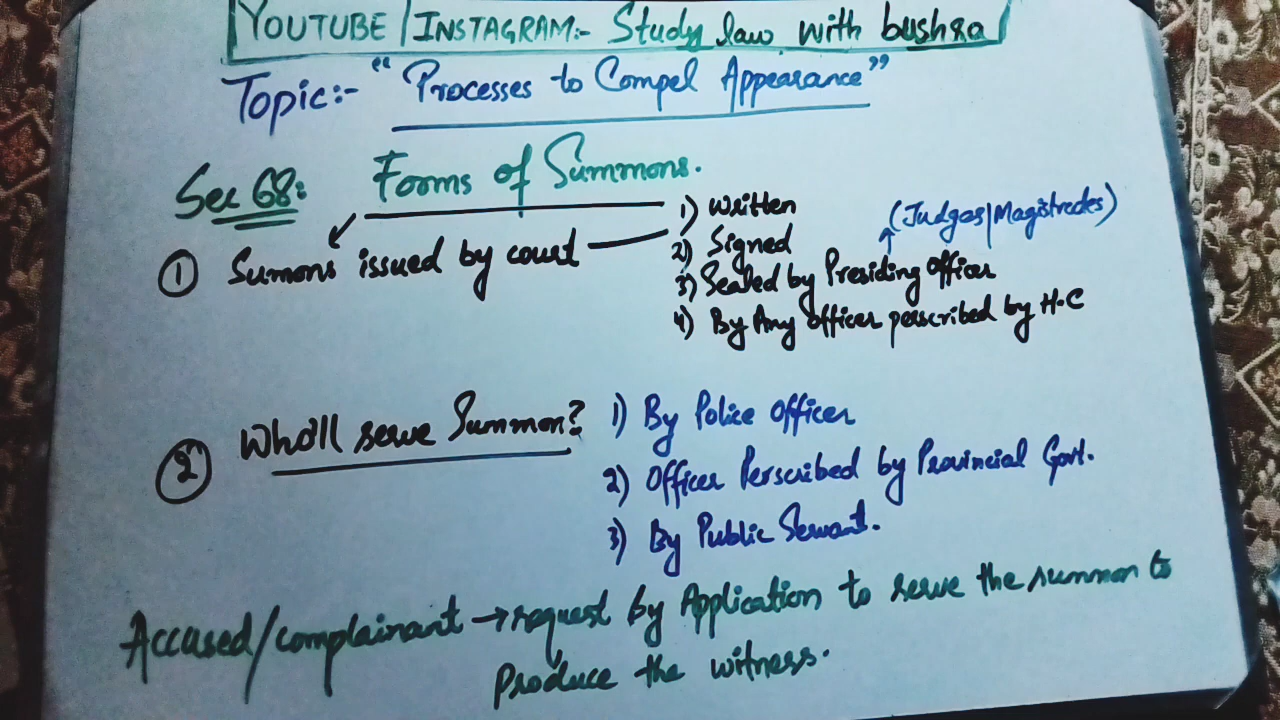 YOUTUBE/INSTAGRAM:- Study law with bushra
Topic:- "Processes to Compel Appearance"
Sec 68: Forms of Summons.
① Sumons issued by court
1) Written
2) Signed
3) Sealed by Presiding Officer (Judges/Magistrates)
4) By Any officer perscribed by H.C
② Who'll serve Summon?
1) By Police Officer
2) Officer Perscribed by Provincial Govt.
3) By Public Servant.
Accused/complainant → request by Application to serve the summon to
Produce the witness.